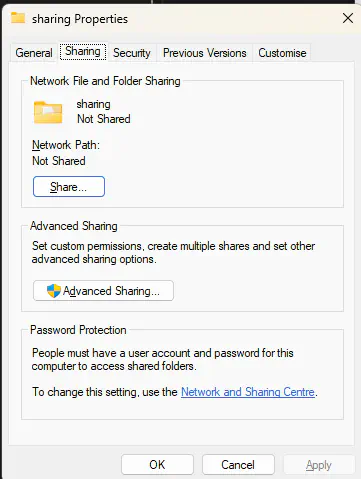 sharing Properties
General Sharing Security Previous Versions Customise
Network File and Folder Sharing
sharing
Not Shared
Network Path:
Not Shared
Share...
Advanced Sharing
Set custom permissions, create multiple shares and set other
advanced sharing options.
Advanced Sharing...
Password Protection
People must have a user account and password for this
computer to access shared folders.
To change this setting, use the Network and Sharing Centre.
OK Cancel Apply